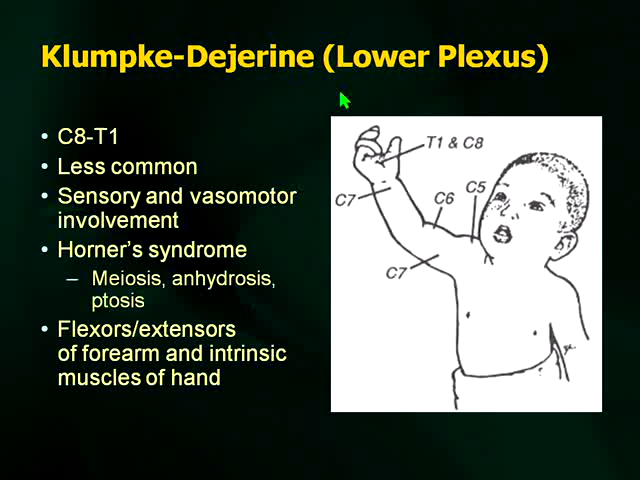 Klumpke-Dejerine (Lower Plexus)
• C8-T1
• Less common
• Sensory and vasomotor
involvement
• Horner's syndrome
– Meiosis, anhydrosis,
ptosis
• Flexors/extensors
of forearm and intrinsic
muscles of hand
T1 & C8
C7
C6
C5
C7